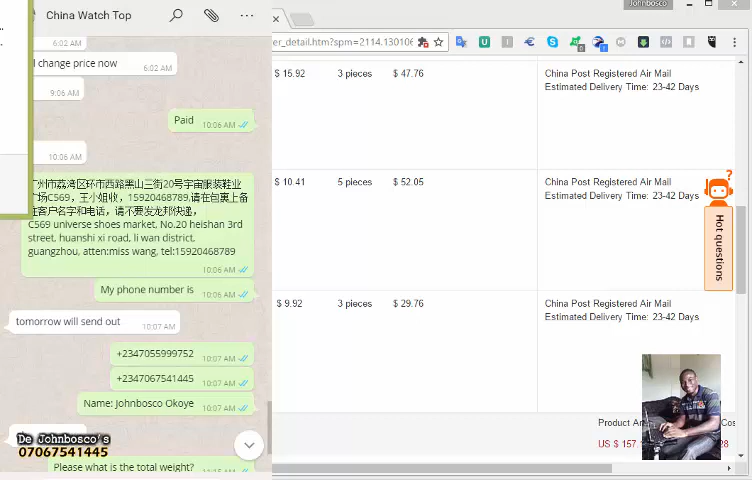 China Watch Top
6:02 AM
l change price now
6:02 AM
9:06 AM
Paid
10:06 AM
10:06 AM
州市荔湾区环市西路黑山三街20号宇宙服装鞋业
场C569，王小姐收，15920468789,请在包裹上备
注客户名字和电话，请不要发龙邦快递，
C569 universe shoes market, No.20 heishan 3rd
street, huanshi xi road, li wan district,
guangzhou, atten:miss wang, tel:15920468789
10:06 AM
My phone number is
10:06 AM
tomorrow will send out
10:07 AM
+2347055999752
10:07 AM
+2347067541445
10:07 AM
Name: Johnbosco Okoye
10:07 AM
De Johnbosco's
07067541445
Please what is the total weight?
Johnbosco
er_detail.htm?spm=2114.13010
$ 15.92 3 pieces $ 47.76 China Post Registered Air Mail
Estimated Delivery Time: 23-42 Days
$ 10.41 5 pieces $ 52.05 China Post Registered Air Mail
Estimated Delivery Time: 23-42 Days
$ 9.92 3 pieces $ 29.76 China Post Registered Air Mail
Estimated Delivery Time: 23-42 Days
Hot questions
Product Am
Cos
US $ 157.
28